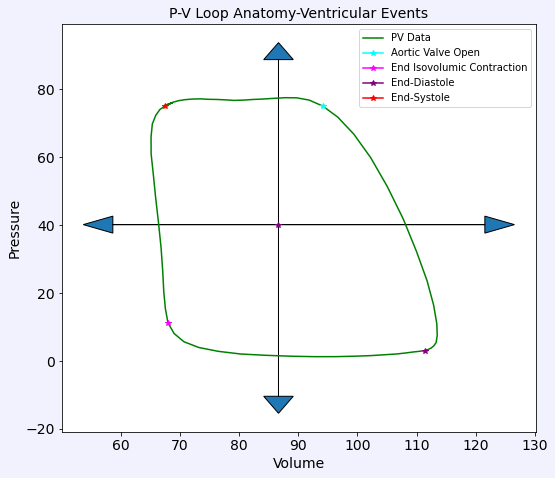 P-V Loop Anatomy-Ventricular Events
PV Data
Aortic Valve Open
End Isovolumic Contraction
End-Diastole
End-Systole
Pressure
80
60
40
20
0
−20
60 70 80 90 100 110 120 130
Volume